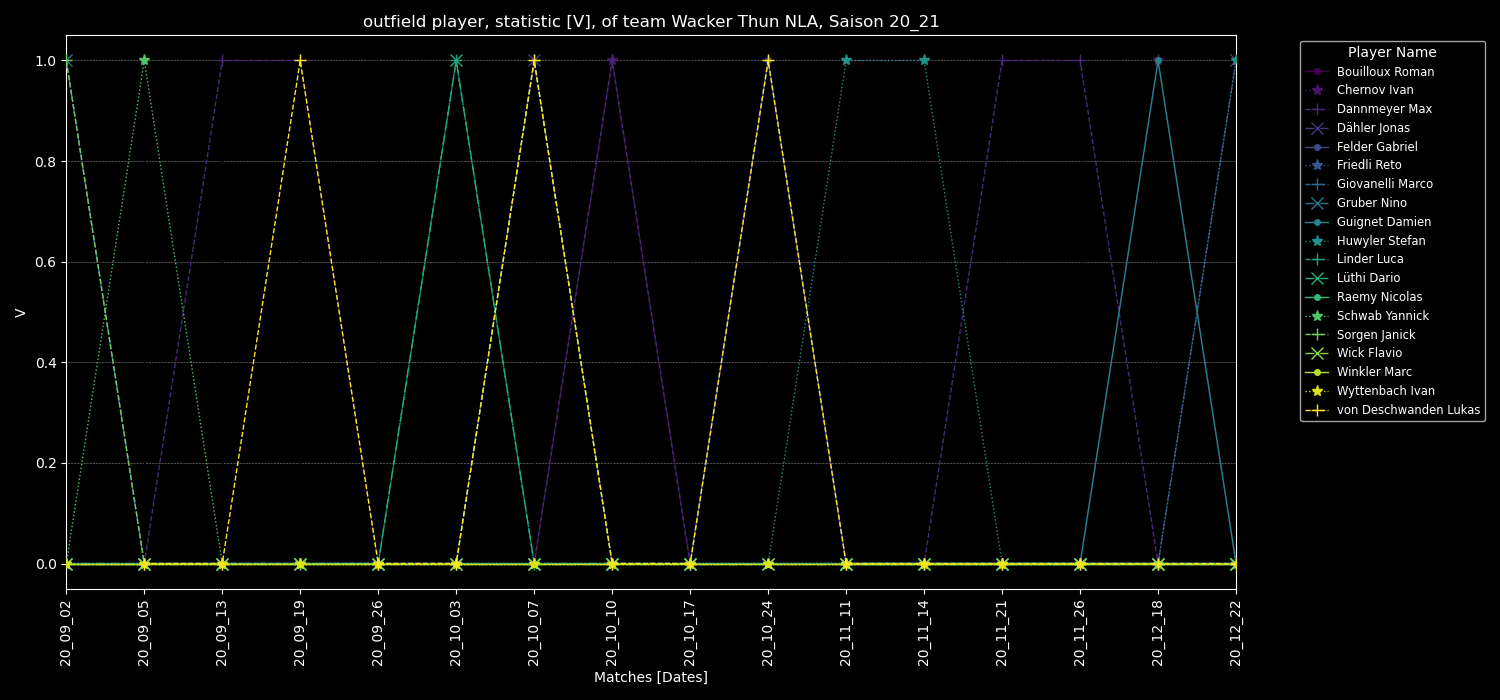 outfield player, statistic [V], of team Wacker Thun NLA, Saison 20_21
V
1.0
0.8
0.6
0.4
0.2
0.0
20_09_02
20_09_05
20_09_13
20_09_19
20_09_26
20_10_03
20_10_07
20_10_10
20_10_17
20_10_24
20_11_11
20_11_14
20_11_21
20_11_26
20_12_18
20_12_22
Matches [Dates]
Player Name
Bouilloux Roman
Chernov Ivan
Dannmeyer Max
Dähler Jonas
Felder Gabriel
Friedli Reto
Giovanelli Marco
Gruber Nino
Guignet Damien
Huwyler Stefan
Linder Luca
Lüthi Dario
Raemy Nicolas
Schwab Yannick
Sorgen Janick
Wick Flavio
Winkler Marc
Wyttenbach Ivan
von Deschwanden Lukas